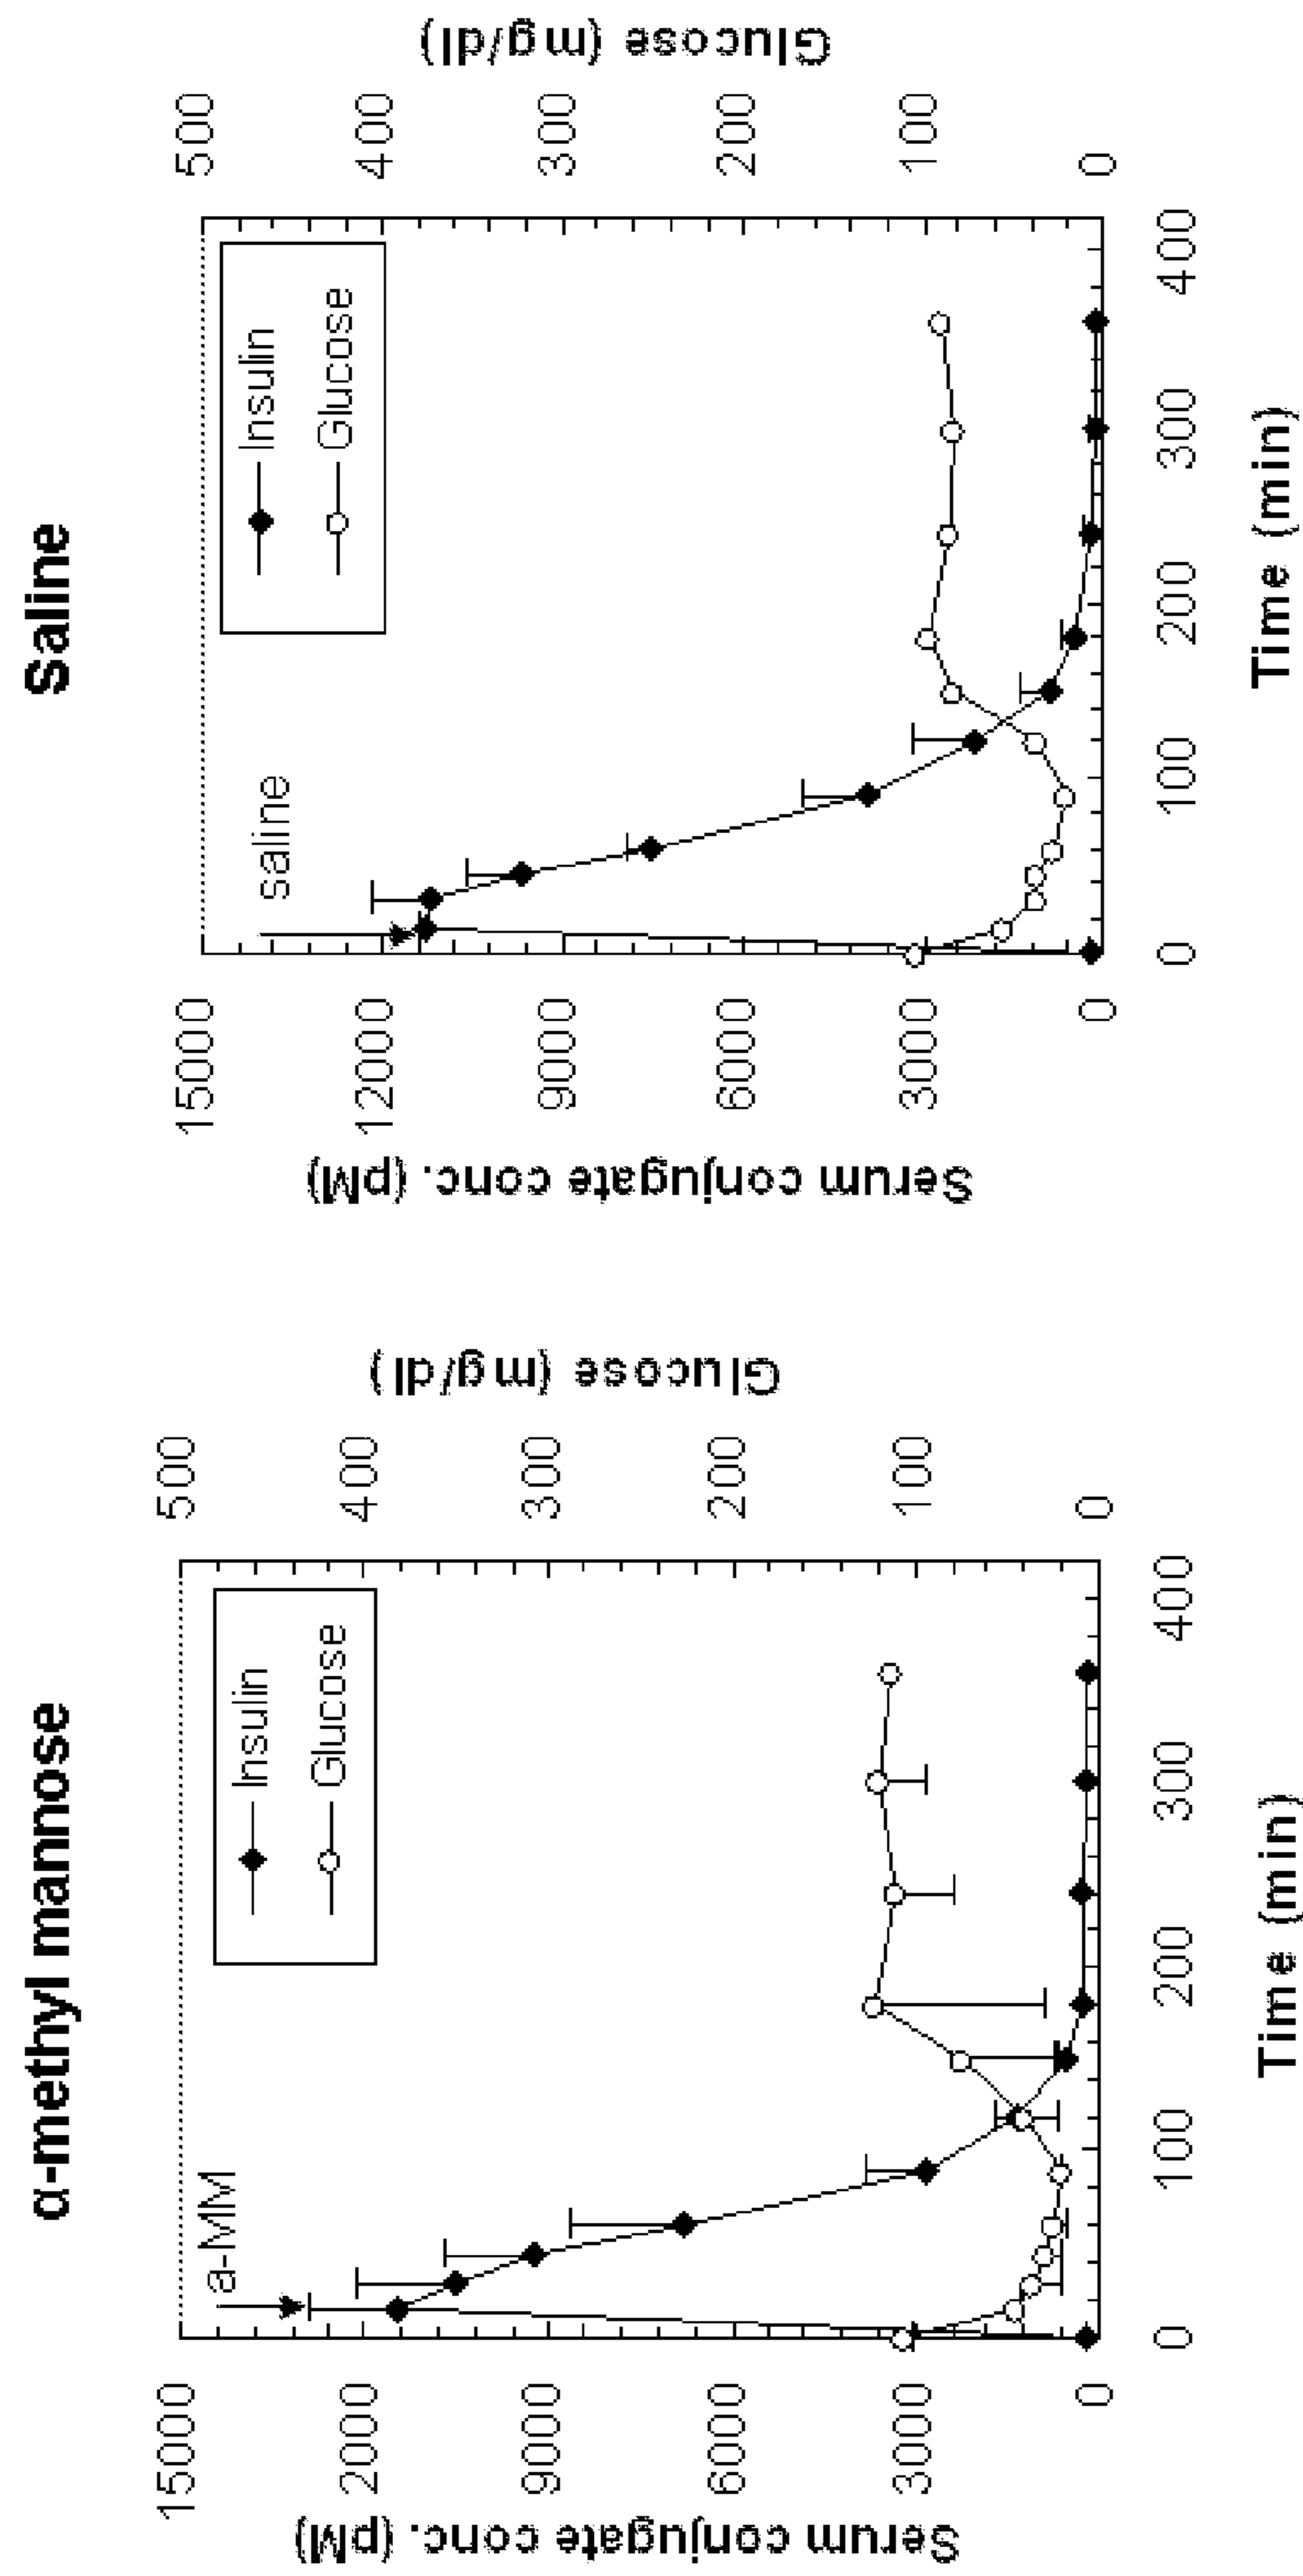 α-methyl mannose
a-MM
Insulin
Glucose
15000
2000
9000
6000
3000
0
Serum conjugate conc. (pM)
500
400
300
200
100
0
Glucose (mg/dl)
0
100
200
300
400
Time (min)
Saline
saline
Insulin
Glucose
15000
12000
9000
6000
3000
0
Serum conjugate conc. (pM)
500
400
300
200
100
0
Glucose (mg/dl)
0
100
200
300
400
Time (min)